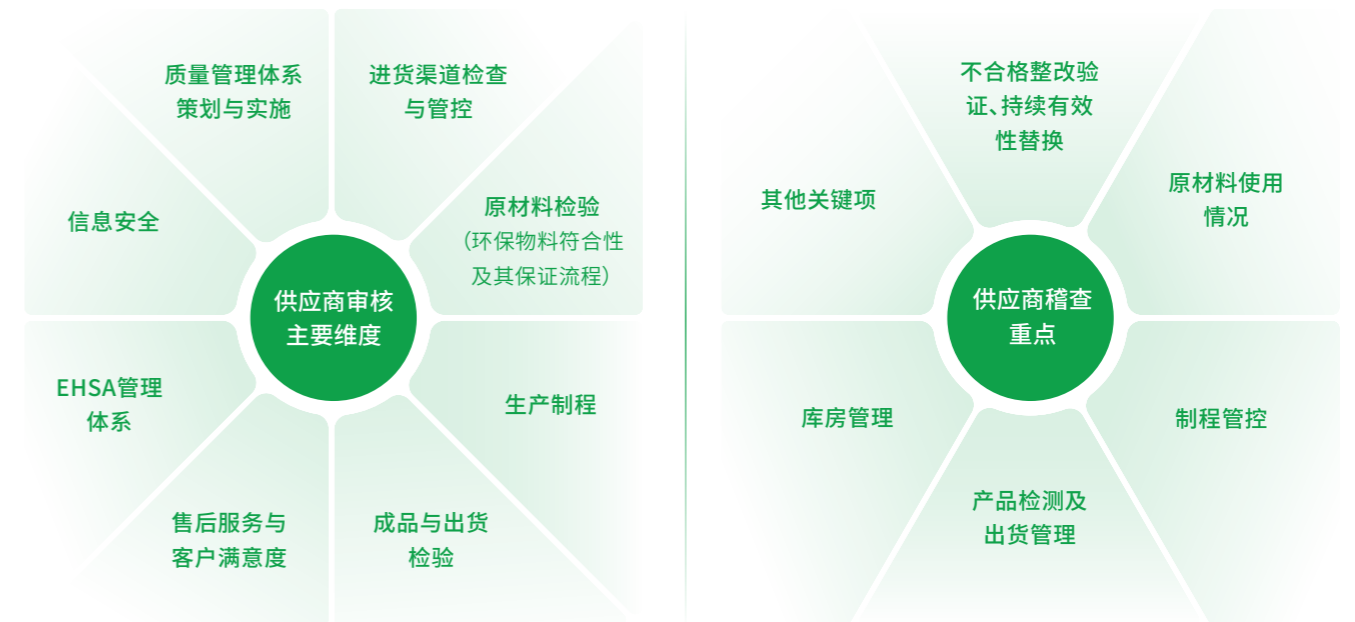 质量管理体系
策划与实施
进货渠道检查
与管控
信息安全
原材料检验
（环保物料符合性
及其保证流程）
供应商审核
主要维度
EHSA管理
体系
生产制程
售后服务与
客户满意度
成品与出货
检验
不合格整改验
证、持续有效
性替换
其他关键项
原材料使用
情况
供应商稽查
重点
库房管理
制程管控
产品检测及
出货管理